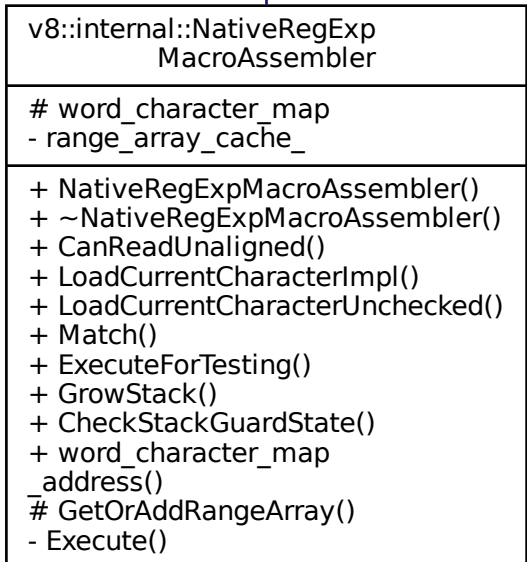 v8::internal::NativeRegExp
MacroAssembler
# word_character_map
- range_array_cache_
+ NativeRegExpMacroAssembler()
+ ~NativeRegExpMacroAssembler()
+ CanReadUnaligned()
+ LoadCurrentCharacterImpl()
+ LoadCurrentCharacterUnchecked()
+ Match()
+ ExecuteForTesting()
+ GrowStack()
+ CheckStackGuardState()
+ word_character_map
_address()
# GetOrAddRangeArray()
- Execute()